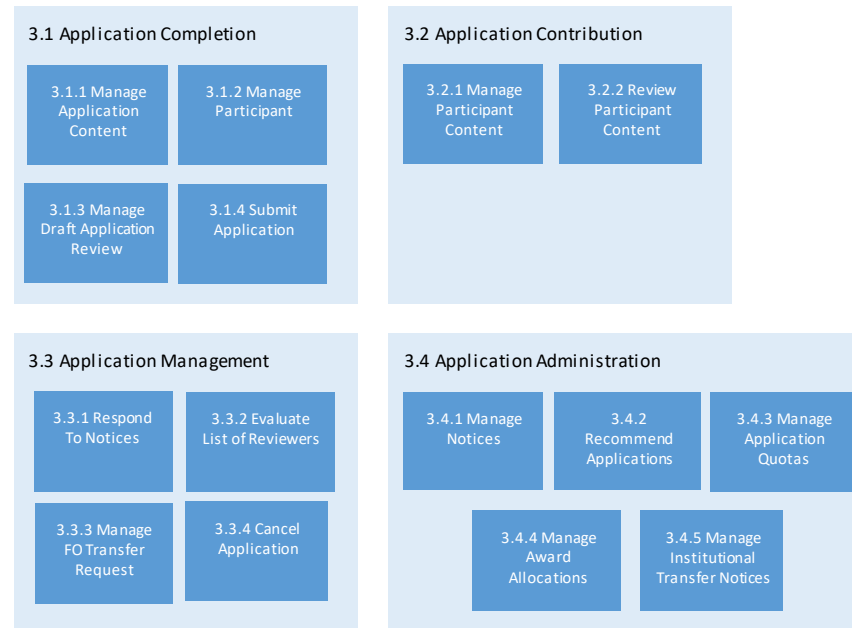 3.1 Application Completion
3.1.1 Manage
Application
Content
3.1.2 Manage
Participant
3.1.3 Manage
Draft Application
Review
3.1.4 Submit
Application
3.2 Application Contribution
3.2.1 Manage
Participant
Content
3.2.2 Review
Participant
Content
3.3 Application Management
3.3.1 Respond
To Notices
3.3.2 Evaluate
List of Reviewers
3.3.3 Manage
FO Transfer
Request
3.3.4 Cancel
Application
3.4 Application Administration
3.4.1 Manage
Notices
3.4.2
Recommend
Applications
3.4.3 Manage
Application
Quotas
3.4.4 Manage
Award
Allocations
3.4.5 Manage
Institutional
Transfer Notices